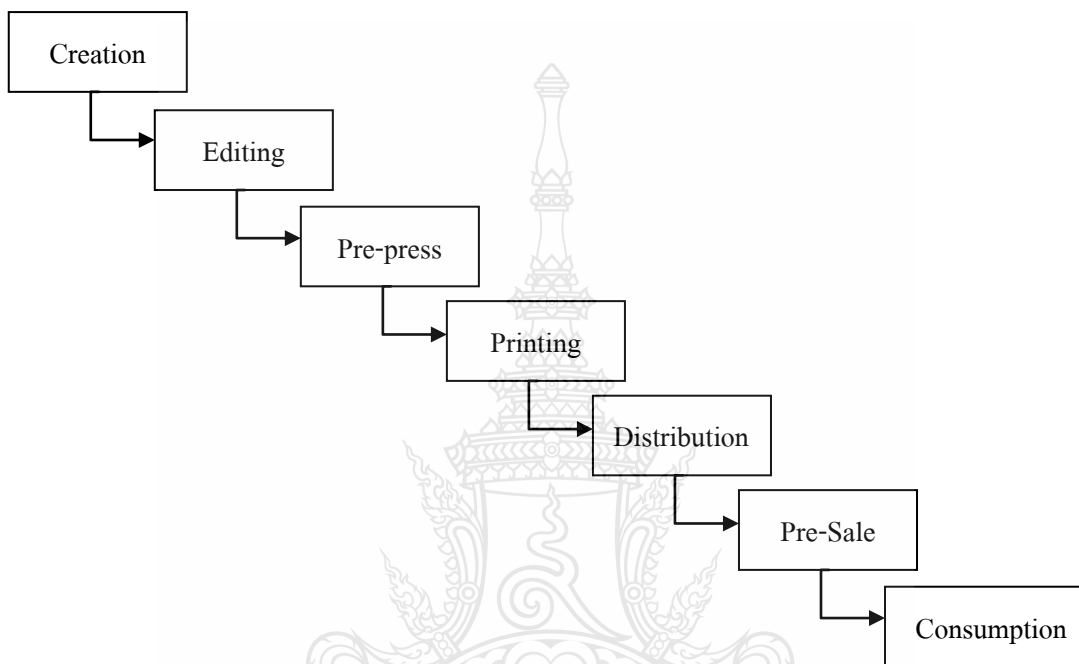 Creation
Editing
Pre-press
Printing
Distribution
Pre-Sale
Consumption